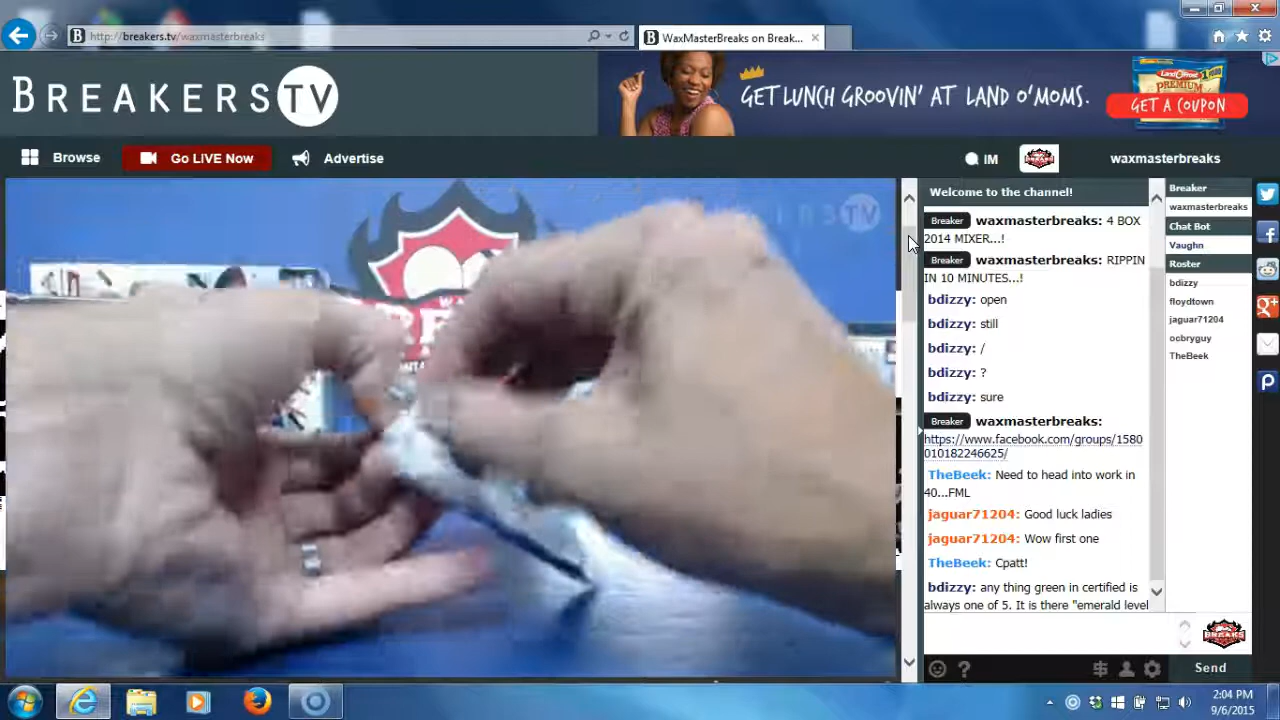 http://breakers.tv/waxmasterbreaks
WaxMasterBreaks on Break...
BREAKERS TV
GET LUNCH GROOVIN' AT LAND O'MOMS.
Land O Frost
PREMIUM
GET A COUPON
Browse
Go LIVE Now
Advertise
IM
waxmasterbreaks
TV
Welcome to the channel!
Breaker waxmasterbreaks: 4 BOX
2014 MIXER...!
Breaker waxmasterbreaks: RIPPIN
IN 10 MINUTES...!
bdizzy: open
bdizzy: still
bdizzy: /
bdizzy: ?
bdizzy: sure
Breaker waxmasterbreaks:
https://www.facebook.com/groups/1580
010182246625/
TheBeek: Need to head into work in
40...FML
jaguar71204: Good luck ladies
jaguar71204: Wow first one
TheBeek: Cpatt!
bdizzy: any thing green in certified is
always one of 5. It is there "emerald level
Breaker
waxmasterbreaks
Chat Bot
Vaughn
Roster
bdizzy
floydtown
jaguar71204
ocbryguy
TheBeek
BREAKS
Send
2:04 PM
9/6/2015